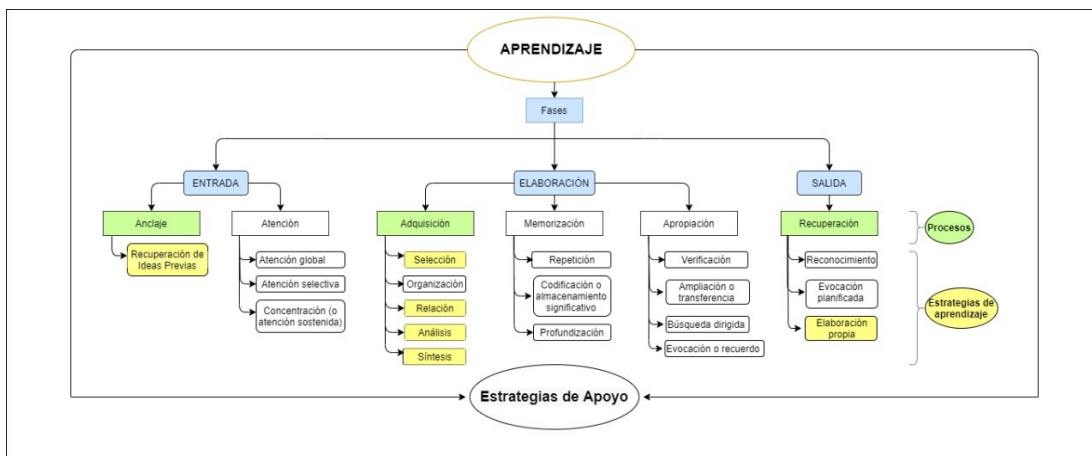 APRENDIZAJE
Fases
ENTRADA
ELABORACIÓN
SALIDA
Anclaje
Atención
Adquisición
Memorización
Apropiación
Recuperación
Procesos
Recuperación de
Ideas Previas
Atención global
Atención selectiva
Concentración (o
atención sostenida)
Selección
Organización
Relación
Análisis
Síntesis
Repetición
Codificación o
almacenamiento
significativo
Profundización
Verificación
Ampliación o
transferencia
Búsqueda dirigida
Evocación o recuerdo
Reconocimiento
Evocación
planificada
Elaboración
propia
Estrategias de
aprendizaje
Estrategias de Apoyo